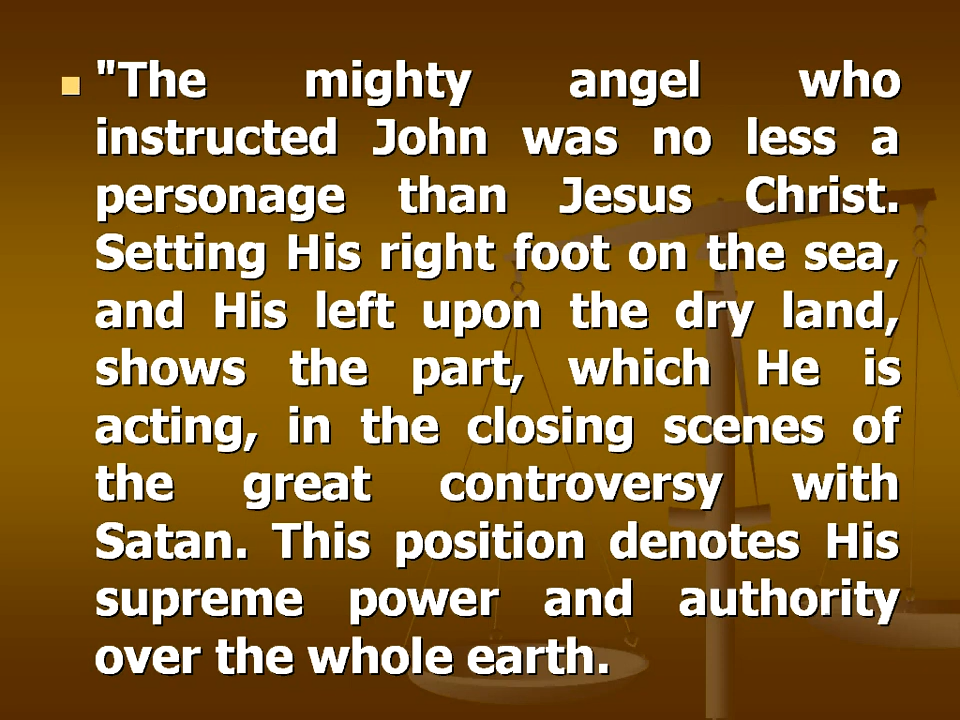 "The mighty angel who
instructed John was no less a
personage than Jesus Christ.
Setting His right foot on the sea,
and His left upon the dry land,
shows the part, which He is
acting, in the closing scenes of
the great controversy with
Satan. This position denotes His
supreme power and authority
over the whole earth.